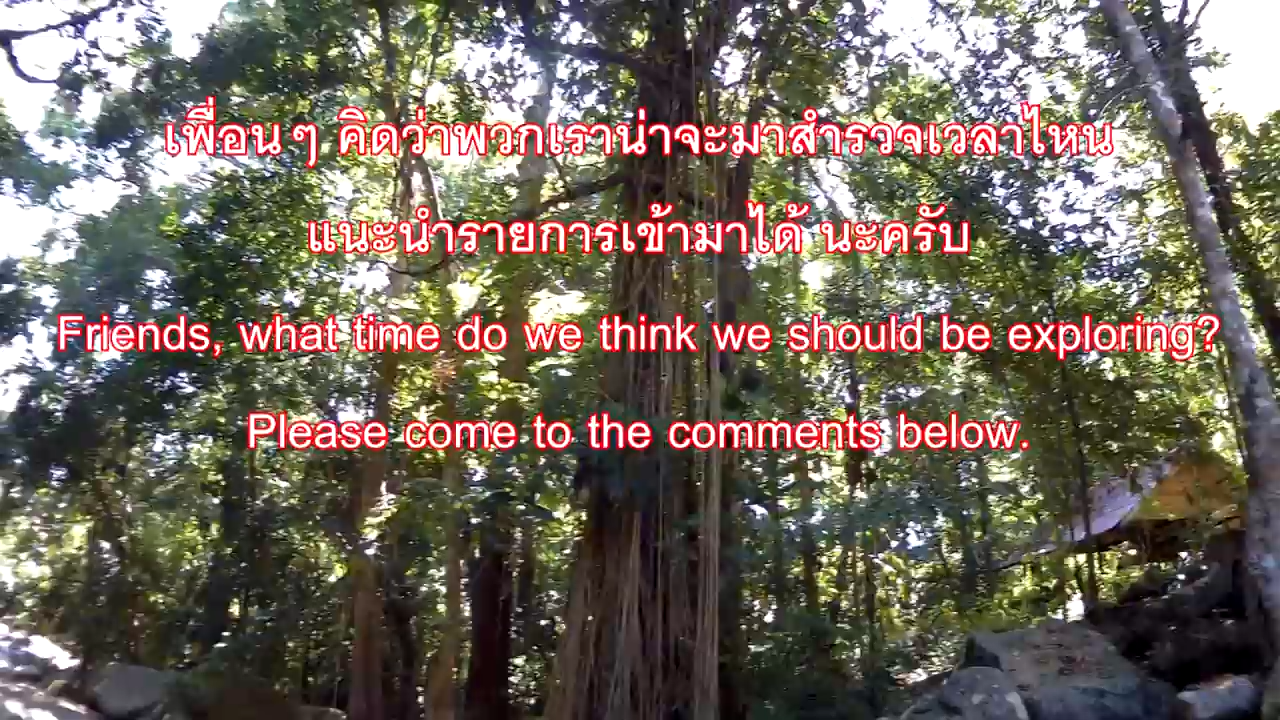 เพื่อนๆ คิดว่าพวกเราน่าจะมาสำรวจเวลาไหน
แนะนำรายการเข้ามาได้ นะครับ
Friends, what time do we think we should be exploring?
Please come to the comments below.